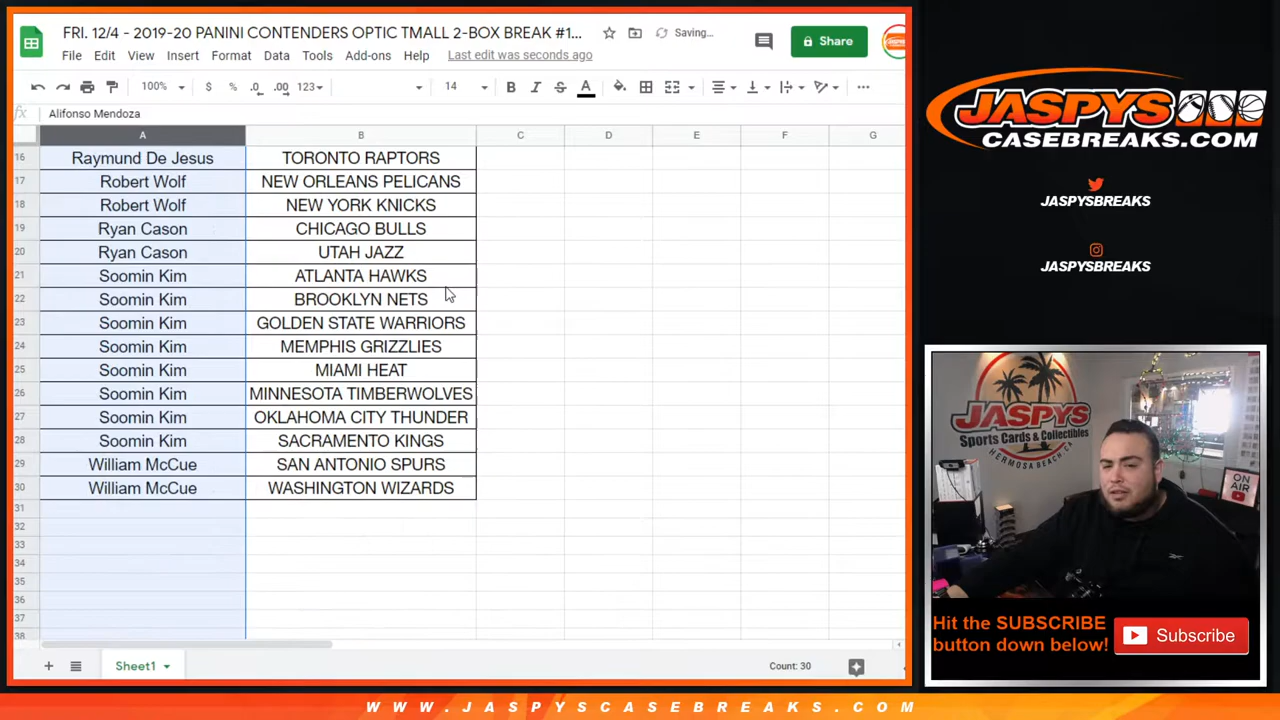 FRI. 12/4 - 2019-20 PANINI CONTENDERS OPTIC TMALL 2-BOX BREAK #1...
Saving...
Share
File Edit View Insert Format Data Tools Add-ons Help Last edit was seconds ago
100% $ % .0 .00 123 14 B I S A
fx Alifonso Mendoza
A B C D E F G
16 Raymund De Jesus TORONTO RAPTORS
17 Robert Wolf NEW ORLEANS PELICANS
18 Robert Wolf NEW YORK KNICKS
19 Ryan Cason CHICAGO BULLS
20 Ryan Cason UTAH JAZZ
21 Soomin Kim ATLANTA HAWKS
22 Soomin Kim BROOKLYN NETS
23 Soomin Kim GOLDEN STATE WARRIORS
24 Soomin Kim MEMPHIS GRIZZLIES
25 Soomin Kim MIAMI HEAT
26 Soomin Kim MINNESOTA TIMBERWOLVES
27 Soomin Kim OKLAHOMA CITY THUNDER
28 Soomin Kim SACRAMENTO KINGS
29 William McCue SAN ANTONIO SPURS
30 William McCue WASHINGTON WIZARDS
31
32
33
34
35
36
37
38
Sheet1
Count: 30
JASPYS
CASEBREAKS.COM
JASPYSBREAKS
JASPYSBREAKS
JASPYS
Sports Cards & Collectibles
HERMOSA BEACH, CA
ON AIR
Hit the SUBSCRIBE
button down below!
Subscribe
WWW.JASPYSCASEBREAKS.COM